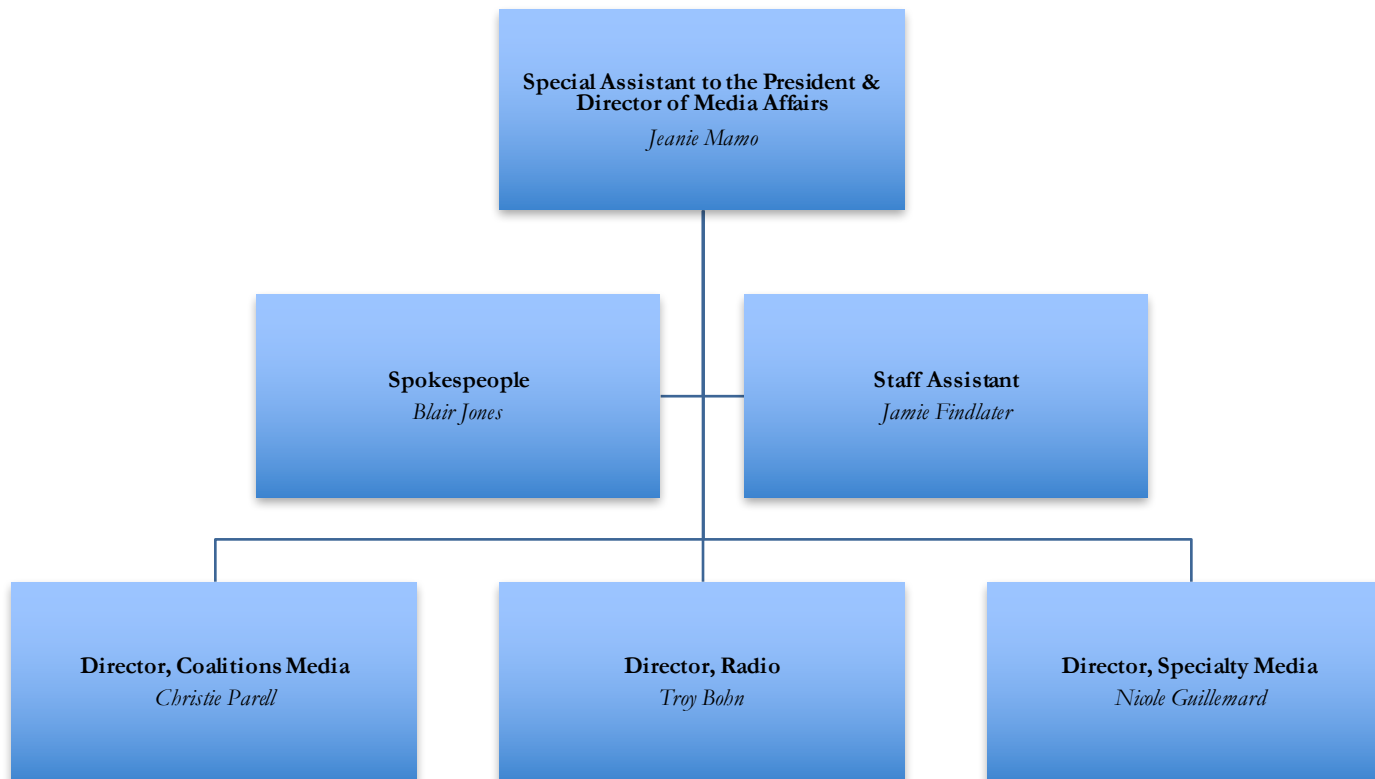 Special Assistant to the President &
Director of Media Affairs
Jeanie Mamo
Spokespeople
Blair Jones
Staff Assistant
Jamie Findlater
Director, Coalitions Media
Christie Parell
Director, Radio
Troy Bohn
Director, Specialty Media
Nicole Guillemard